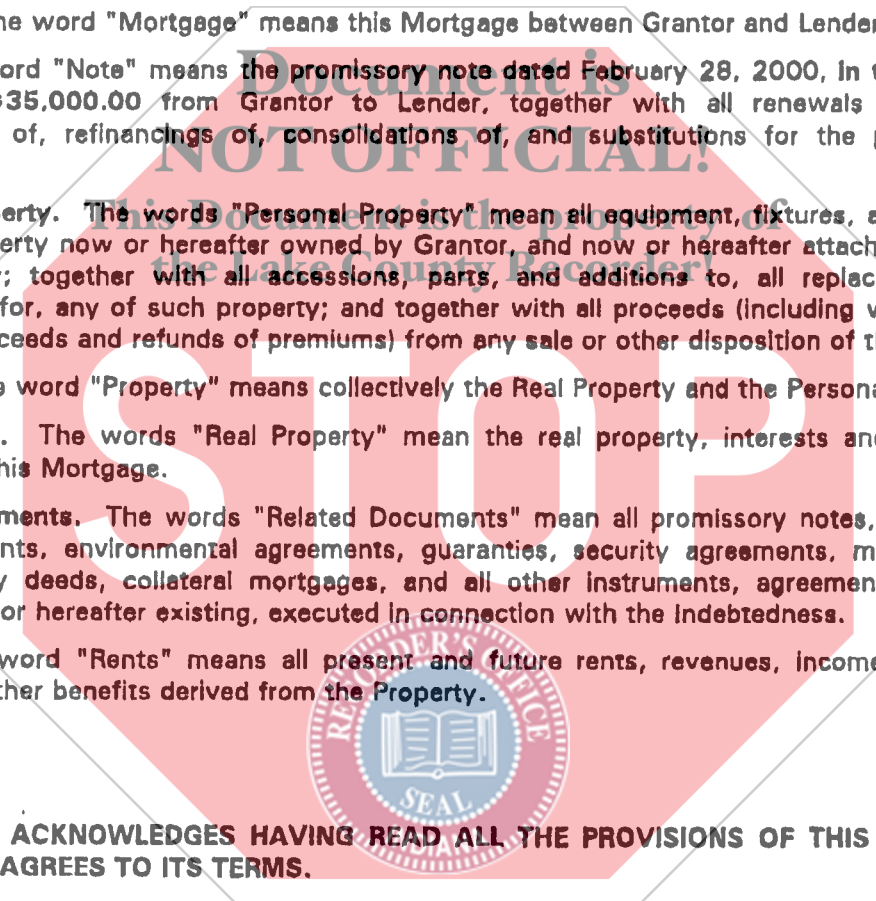 he word "Mortgage" means this Mortgage between Grantor and Lender
ord "Note" means the promissory note dated February 28, 2000, in t
$35,000.00 from Grantor to Lender, together with all renewals
of, refinancings of, consolidations of, and substitutions for the p
erty. The words "Personal Property" mean all equipment, fixtures, a
erty now or hereafter owned by Grantor, and now or hereafter attach
; together with all accessions, parts, and additions to, all replac
for, any of such property; and together with all proceeds (including w
ceeds and refunds of premiums) from any sale or other disposition of t
e word "Property" means collectively the Real Property and the Persona
. The words "Real Property" mean the real property, interests an
his Mortgage.
ments. The words "Related Documents" mean all promissory notes,
nts, environmental agreements, guaranties, security agreements, m
y deeds, collateral mortgages, and all other instruments, agreemen
or hereafter existing, executed in connection with the Indebtedness.
word "Rents" means all present and future rents, revenues, income
ther benefits derived from the Property.
ACKNOWLEDGES HAVING READ ALL THE PROVISIONS OF THIS
AGREES TO ITS TERMS.
Document is
NOT OFFICIAL!
This Document is the property of
the Lake County Recorder!
STOP
RECORDER'S OFFICE
SEAL